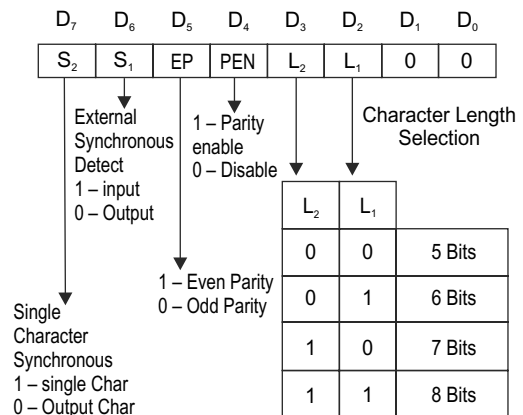 D₇ D₆ D₅ D₄ D₃ D₂ D₁ D₀
S₂ S₁ EP PEN L₂ L₁ 0 0
External
Synchronous
Detect
1 – input
0 – Output
1 – Parity
enable
0 – Disable
Character Length
Selection
L₂ L₁
0 0 5 Bits
0 1 6 Bits
1 0 7 Bits
1 1 8 Bits
1 – Even Parity
0 – Odd Parity
Single
Character
Synchronous
1 – single Char
0 – Output Char